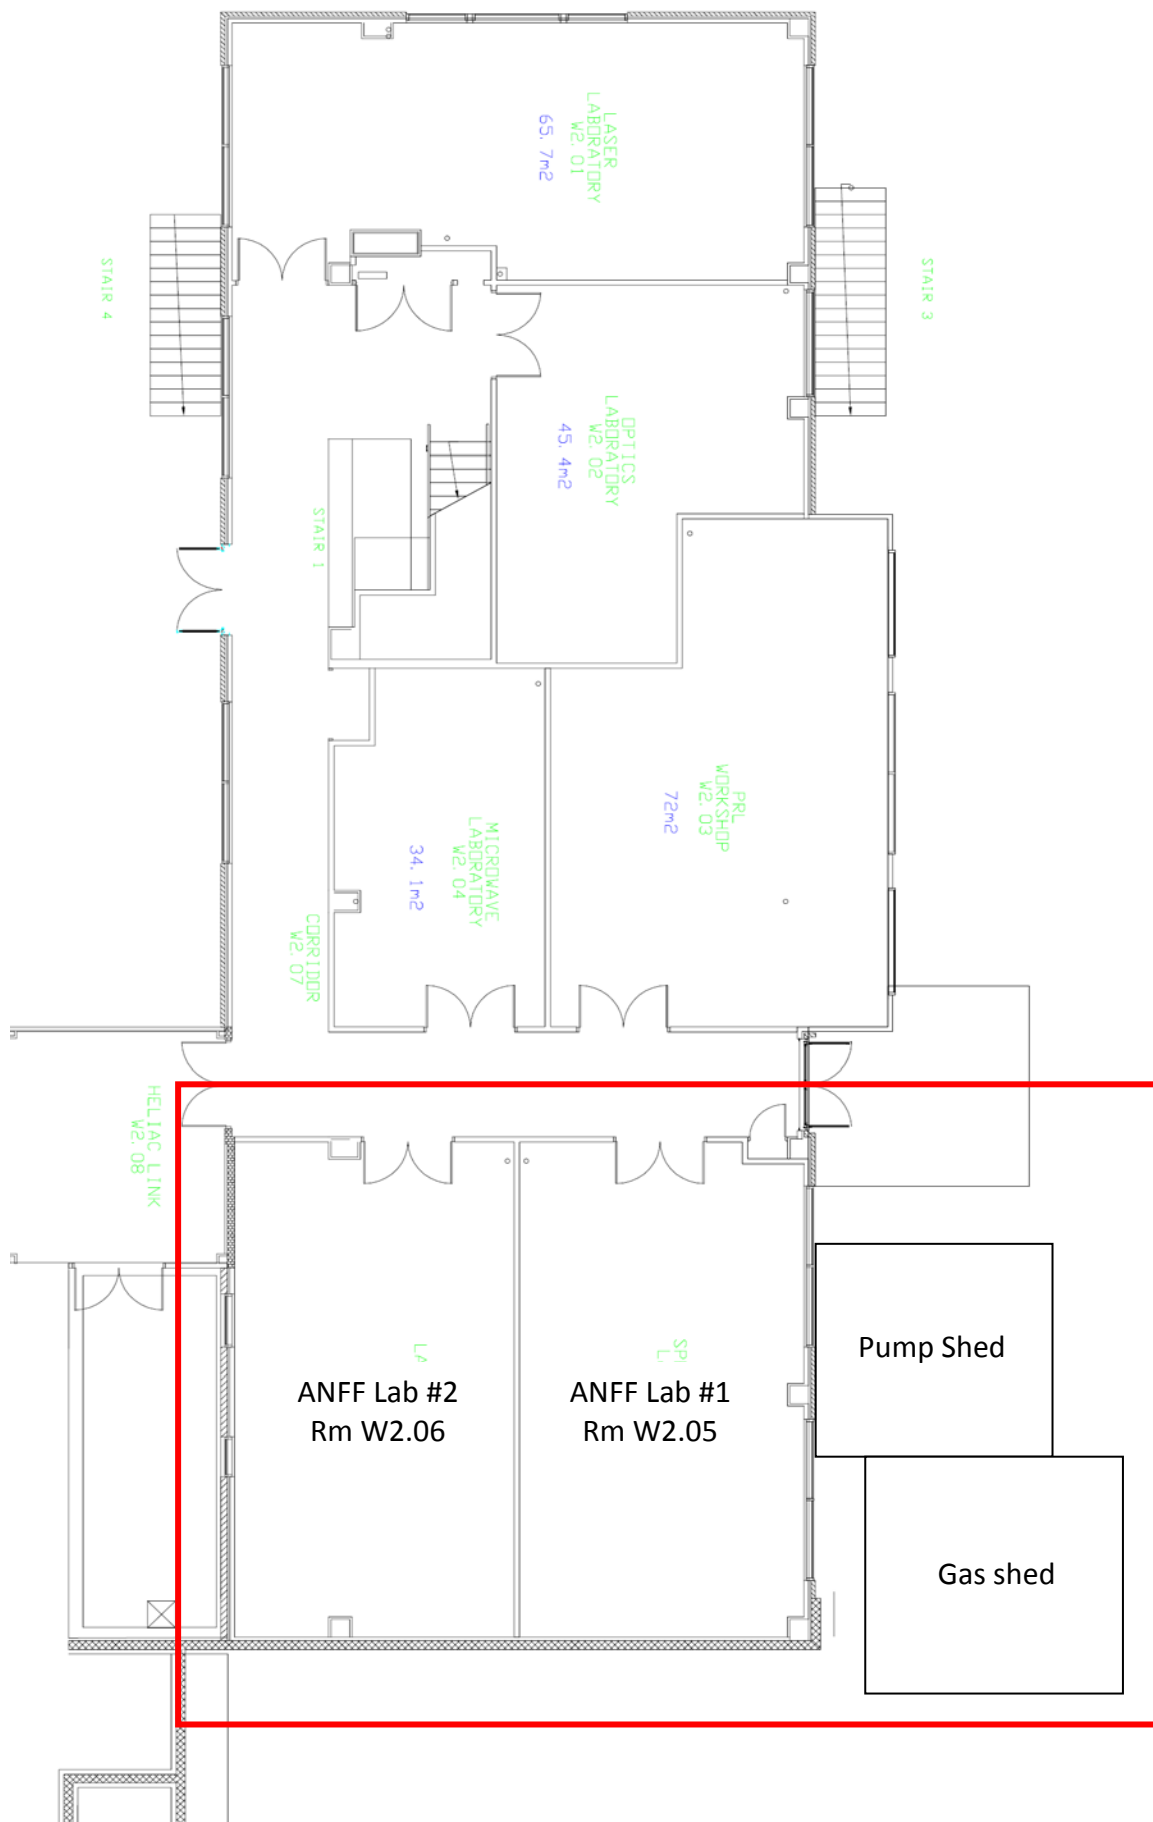 LASER
LABORATORY
W2. 01
65. 7m2
STAIR 4
STAIR 3
OPTICS
LABORATORY
W2. 02
45. 4m2
STAIR 1
PRL
WORKSHOP
W2. 03
72m2
MICROWAVE
LABORATORY
W2. 04
34. 1m2
CORRIDOR
W2. 07
HELIAC LINK
W2. 08
Pump Shed
LA
SP
L
ANFF Lab #2
Rm W2.06
ANFF Lab #1
Rm W2.05
Gas shed